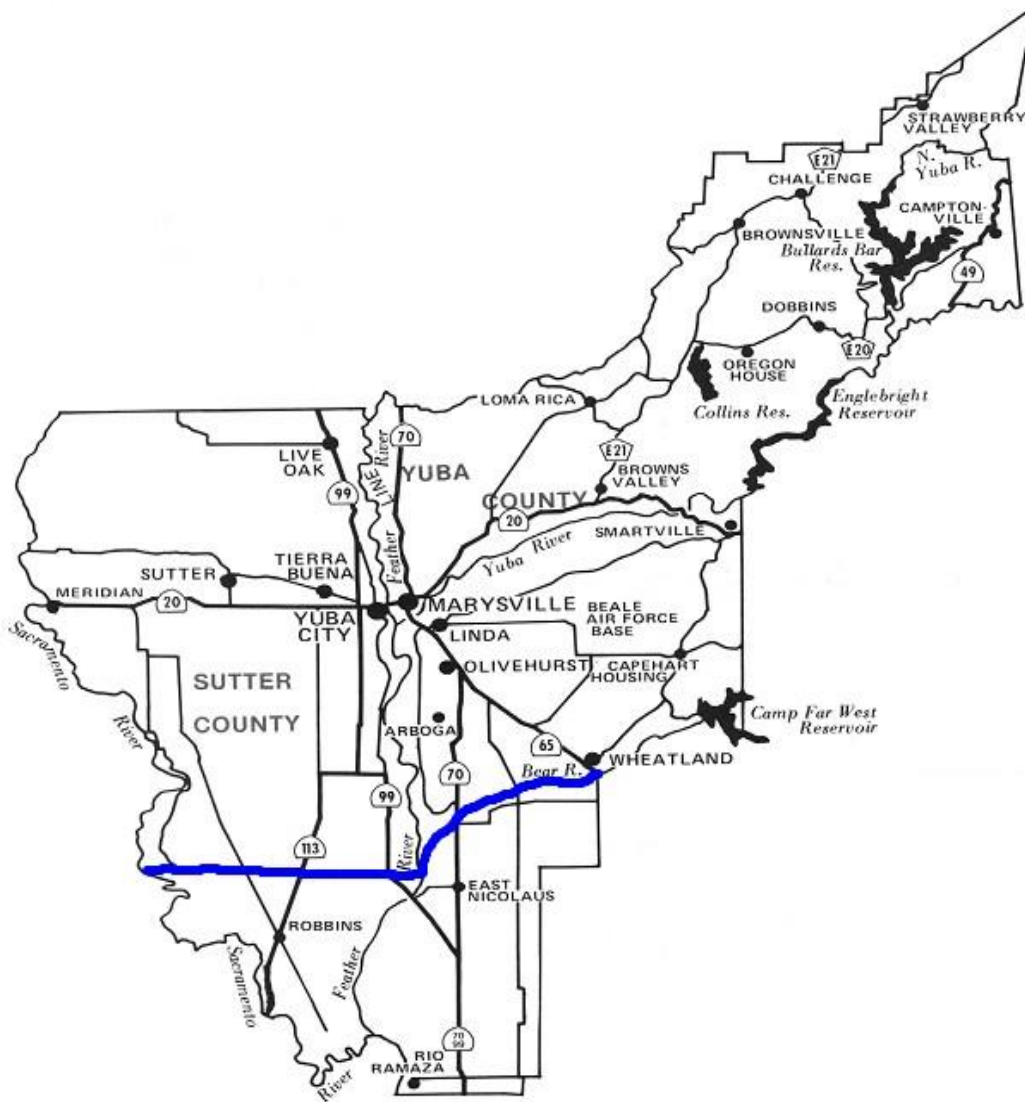 STRAWBERRY
VALLEY
E21
N.
Yuba R.
CHALLENGE
CAMPTON-
VILLE
BROWNSVILLE
Bullards Bar
Res.
49
DOBBINS
E20
OREGON
HOUSE
Englebright
Reservoir
LOMA RICA
Collins Res.
70
LIVE
OAK
LINE
River
YUBA
E21
BROWNS
VALLEY
99
COUNTY
20
SMARTVILLE
Feather
Yuba River
TIERRA
BUENA
SUTTER
MERIDIAN
20
MARYSVILLE
BEALE
AIR FORCE
BASE
YUBA
CITY
LINDA
Sacramento
River
OLIVEHURST
CAPEHART
HOUSING
SUTTER
COUNTY
Camp Far West
Reservoir
ARBOGA
65
WHEATLAND
70
Bear R.
99
River
113
EAST
NICOLAUS
ROBBINS
Sacramento
Feather
River
70
99
RIO
RAMAZA